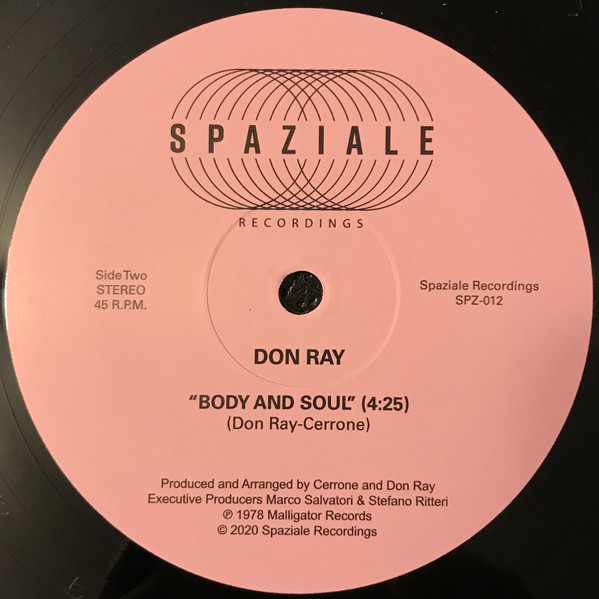 SPAZIALE
RECORDINGS
Side Two
STEREO
45 R.P.M.
Spaziale Recordings
SPZ-012
DON RAY
"BODY AND SOUL" (4:25)
(Don Ray-Cerrone)
Produced and Arranged by Cerrone and Don Ray
Executive Producers Marco Salvatori & Stefano Ritteri
℗ 1978 Malligator Records
© 2020 Spaziale Recordings